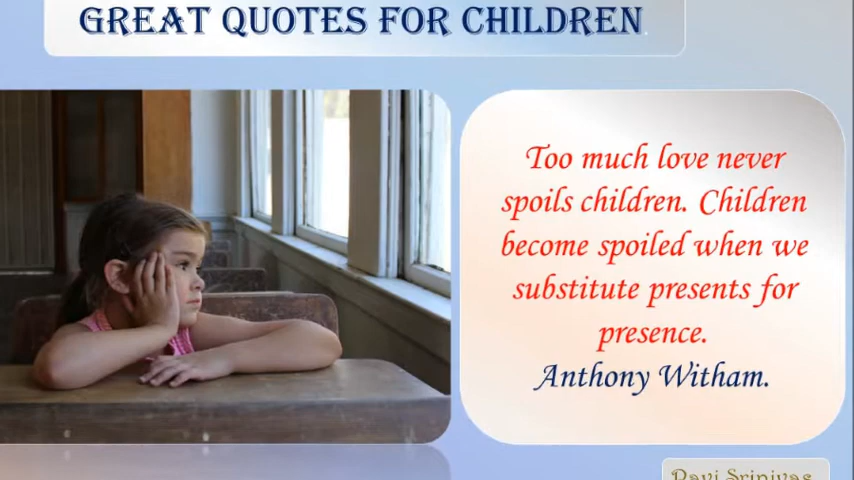 GREAT QUOTES FOR CHILDREN.
Too much love never
spoils children. Children
become spoiled when we
substitute presents for
presence.
Anthony Witham.
Ravi Srinivas